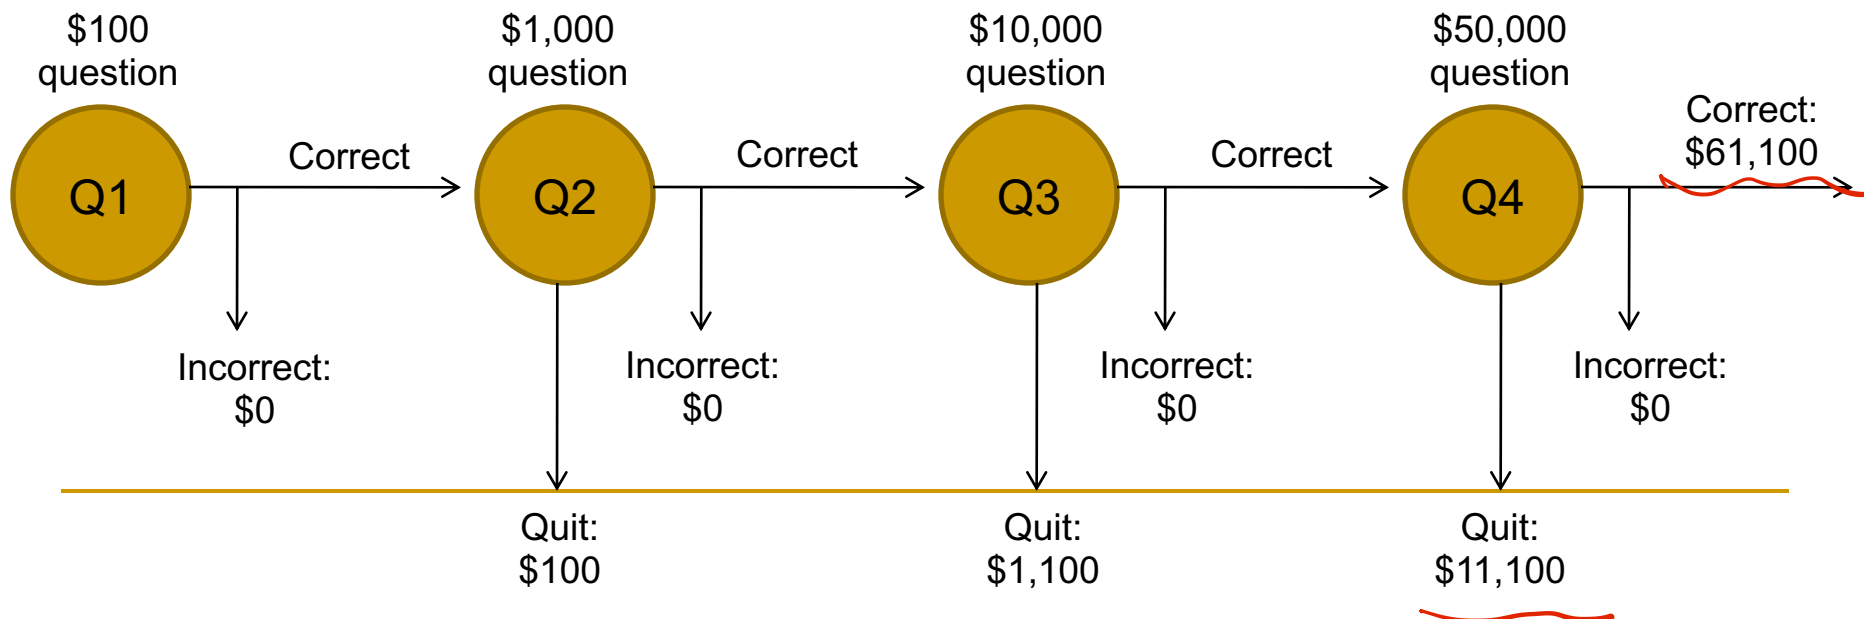 $100
question
$1,000
question
$10,000
question
$50,000
question
Correct:
$61,100
Correct
Correct
Correct
Q1
Q2
Q3
Q4
Incorrect:
$0
Incorrect:
$0
Incorrect:
$0
Incorrect:
$0
Quit:
$100
Quit:
$1,100
Quit:
$11,100